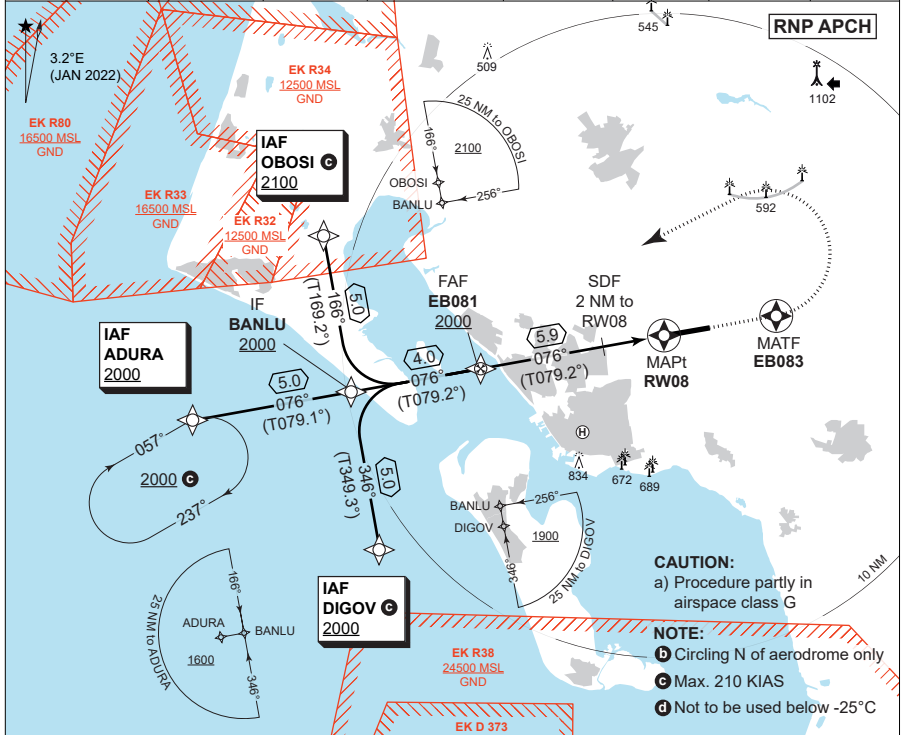 RNP APCH
3.2°E
(JAN 2022)
545
509
1102
EK R34
12500 MSL
GND
EK R80
16500 MSL
GND
25 NM to OBOSI
166°
2100
OBOSI
BANLU
256°
IAF
OBOSI c
2100
EK R33
16500 MSL
GND
EK R32
12500 MSL
GND
592
5.0
166°
(T169.2°)
IF
BANLU
2000
FAF
EB081
2000
SDF
2 NM to
RW08
IAF
ADURA
2000
5.9
076°
(T079.2°)
MAPt
RW08
MATF
EB083
4.0
076°
(T079.2°)
5.0
076°
(T079.1°)
057°
2000 c
237°
5.0
346°
(T349.3°)
H
834
672
689
BANLU
256°
DIGOV
1900
346°
25 NM to DIGOV
10 NM
25 NM to ADURA
166°
ADURA
BANLU
1600
346°
IAF
DIGOV c
2000
CAUTION:
a) Procedure partly in
airspace class G
NOTE:
b Circling N of aerodrome only
c Max. 210 KIAS
d Not to be used below -25°C
EK R38
24500 MSL
GND
EK D 373